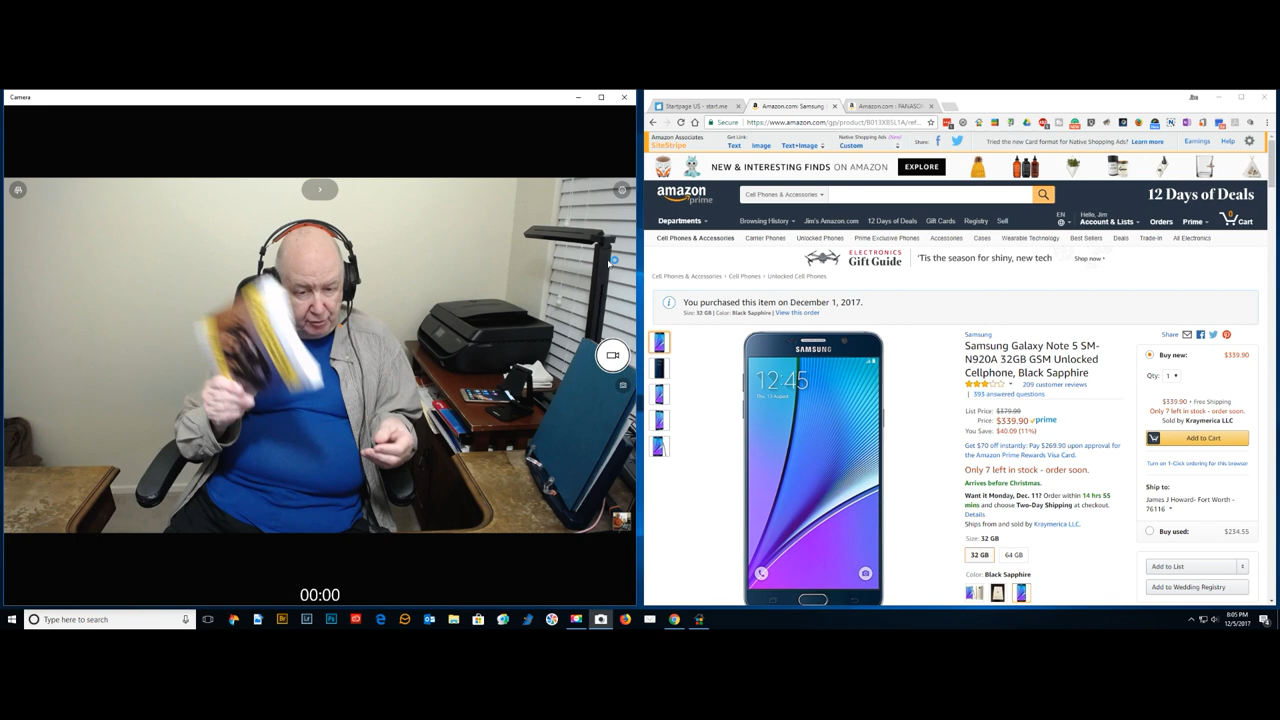 Camera
00:00
Startpage US - start.me
Amazon.com: Samsung
Amazon.com: PANASO
Jim
Secure
https://www.amazon.com/gp/product/B013XB5L1A/ref...
Amazon Associates
SiteStripe
Get Link:
Text Image Text+Image
Native Shopping Ads (New)
Custom
Share:
Tried the new Card format for Native Shopping Ads? Learn more
Earnings Help
NEW & INTERESTING FINDS ON AMAZON EXPLORE
amazon
prime
Cell Phones & Accessories
12 Days of Deals
Departments
Browsing History Jim's Amazon.com 12 Days of Deals Gift Cards Registry Sell
EN
Hello, Jim
Account & Lists
Orders Prime
0
Cart
Cell Phones & Accessories Carrier Phones Unlocked Phones Prime Exclusive Phones Accessories Cases Wearable Technology Best Sellers Deals Trade-In All Electronics
ELECTRONICS
Gift Guide
'Tis the season for shiny, new tech
Shop now ›
Cell Phones & Accessories › Cell Phones › Unlocked Cell Phones
You purchased this item on December 1, 2017.
Size: 32 GB | Color: Black Sapphire | View this order
SAMSUNG
12:45
Samsung
Samsung Galaxy Note 5 SM-
N920A 32GB GSM Unlocked
Cellphone, Black Sapphire
209 customer reviews
| 393 answered questions
List Price: $379.99
Price: $339.90 prime
You Save: $40.09 (11%)
Get $70 off instantly: Pay $269.90 upon approval for
the Amazon Prime Rewards Visa Card.
Only 7 left in stock - order soon.
Arrives before Christmas.
Want it Monday, Dec. 11? Order within 14 hrs 55
mins and choose Two-Day Shipping at checkout.
Details
Ships from and sold by Kraymerica LLC.
Size: 32 GB
32 GB 64 GB
Color: Black Sapphire
Share
Buy new: $339.90
Qty: 1
$339.90 + Free Shipping
Only 7 left in stock - order soon.
Sold by Kraymerica LLC
Add to Cart
Turn on 1-Click ordering for this browser
Ship to:
James J Howard- Fort Worth -
76116
Buy used: $234.55
Add to List
Add to Wedding Registry
Type here to search
8:05 PM
12/5/2017